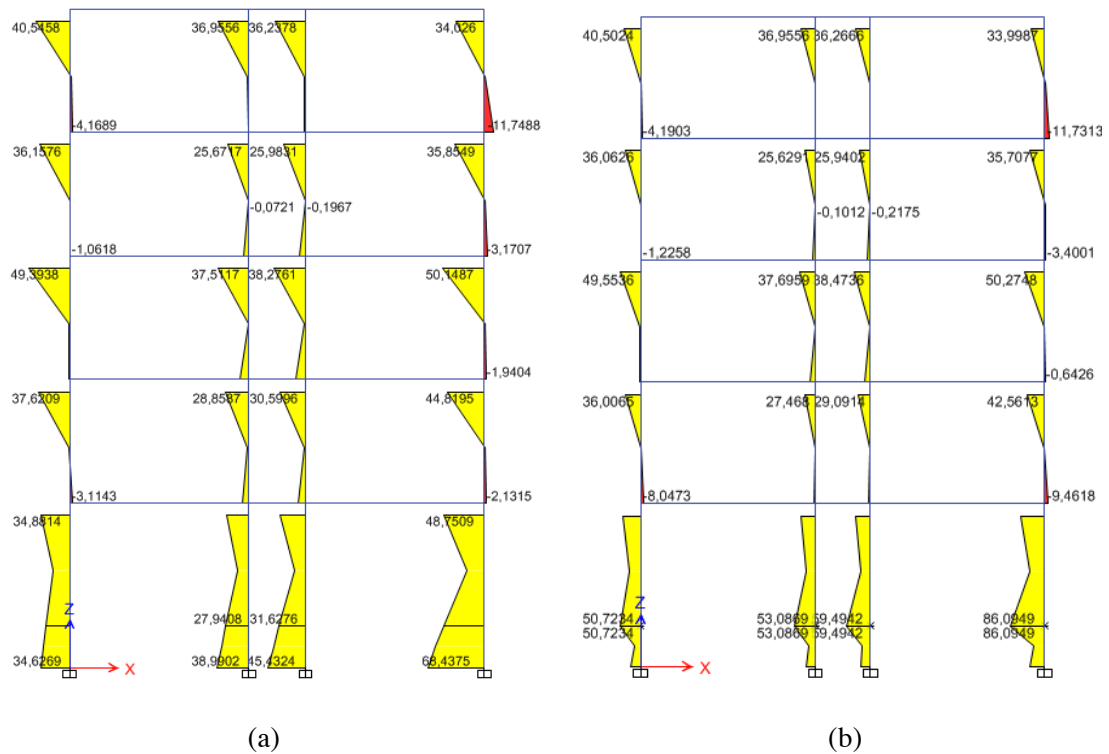 40,5458 36,9556 36,2378 34,026
-4,1689 -11,7488
36,1576 25,6717 25,9831 35,8549
-0,0721 -0,1967
-1,0618 -3,1707
49,3938 37,5117 38,2761 50,1487
-1,9404
37,6209 28,8587 30,5996 44,8195
-3,1143 -2,1315
34,8814 48,7509
Z
27,9408 31,6276
34,6269 38,9902 45,4324 68,4375
X
(a)
40,5024 36,9556 36,2666 33,9987
-4,1903 -11,7313
36,0626 25,6291 25,9402 35,7077
-0,1012 -0,2175
-1,2258 -3,4001
49,5536 37,6959 38,4736 50,2748
-0,6426
36,0065 27,468 29,0914 42,5613
-8,0473 -9,4618
Z
50,7234 53,0869 59,4942 86,0949
50,7234 53,0869 59,4942 86,0949
X
(b)